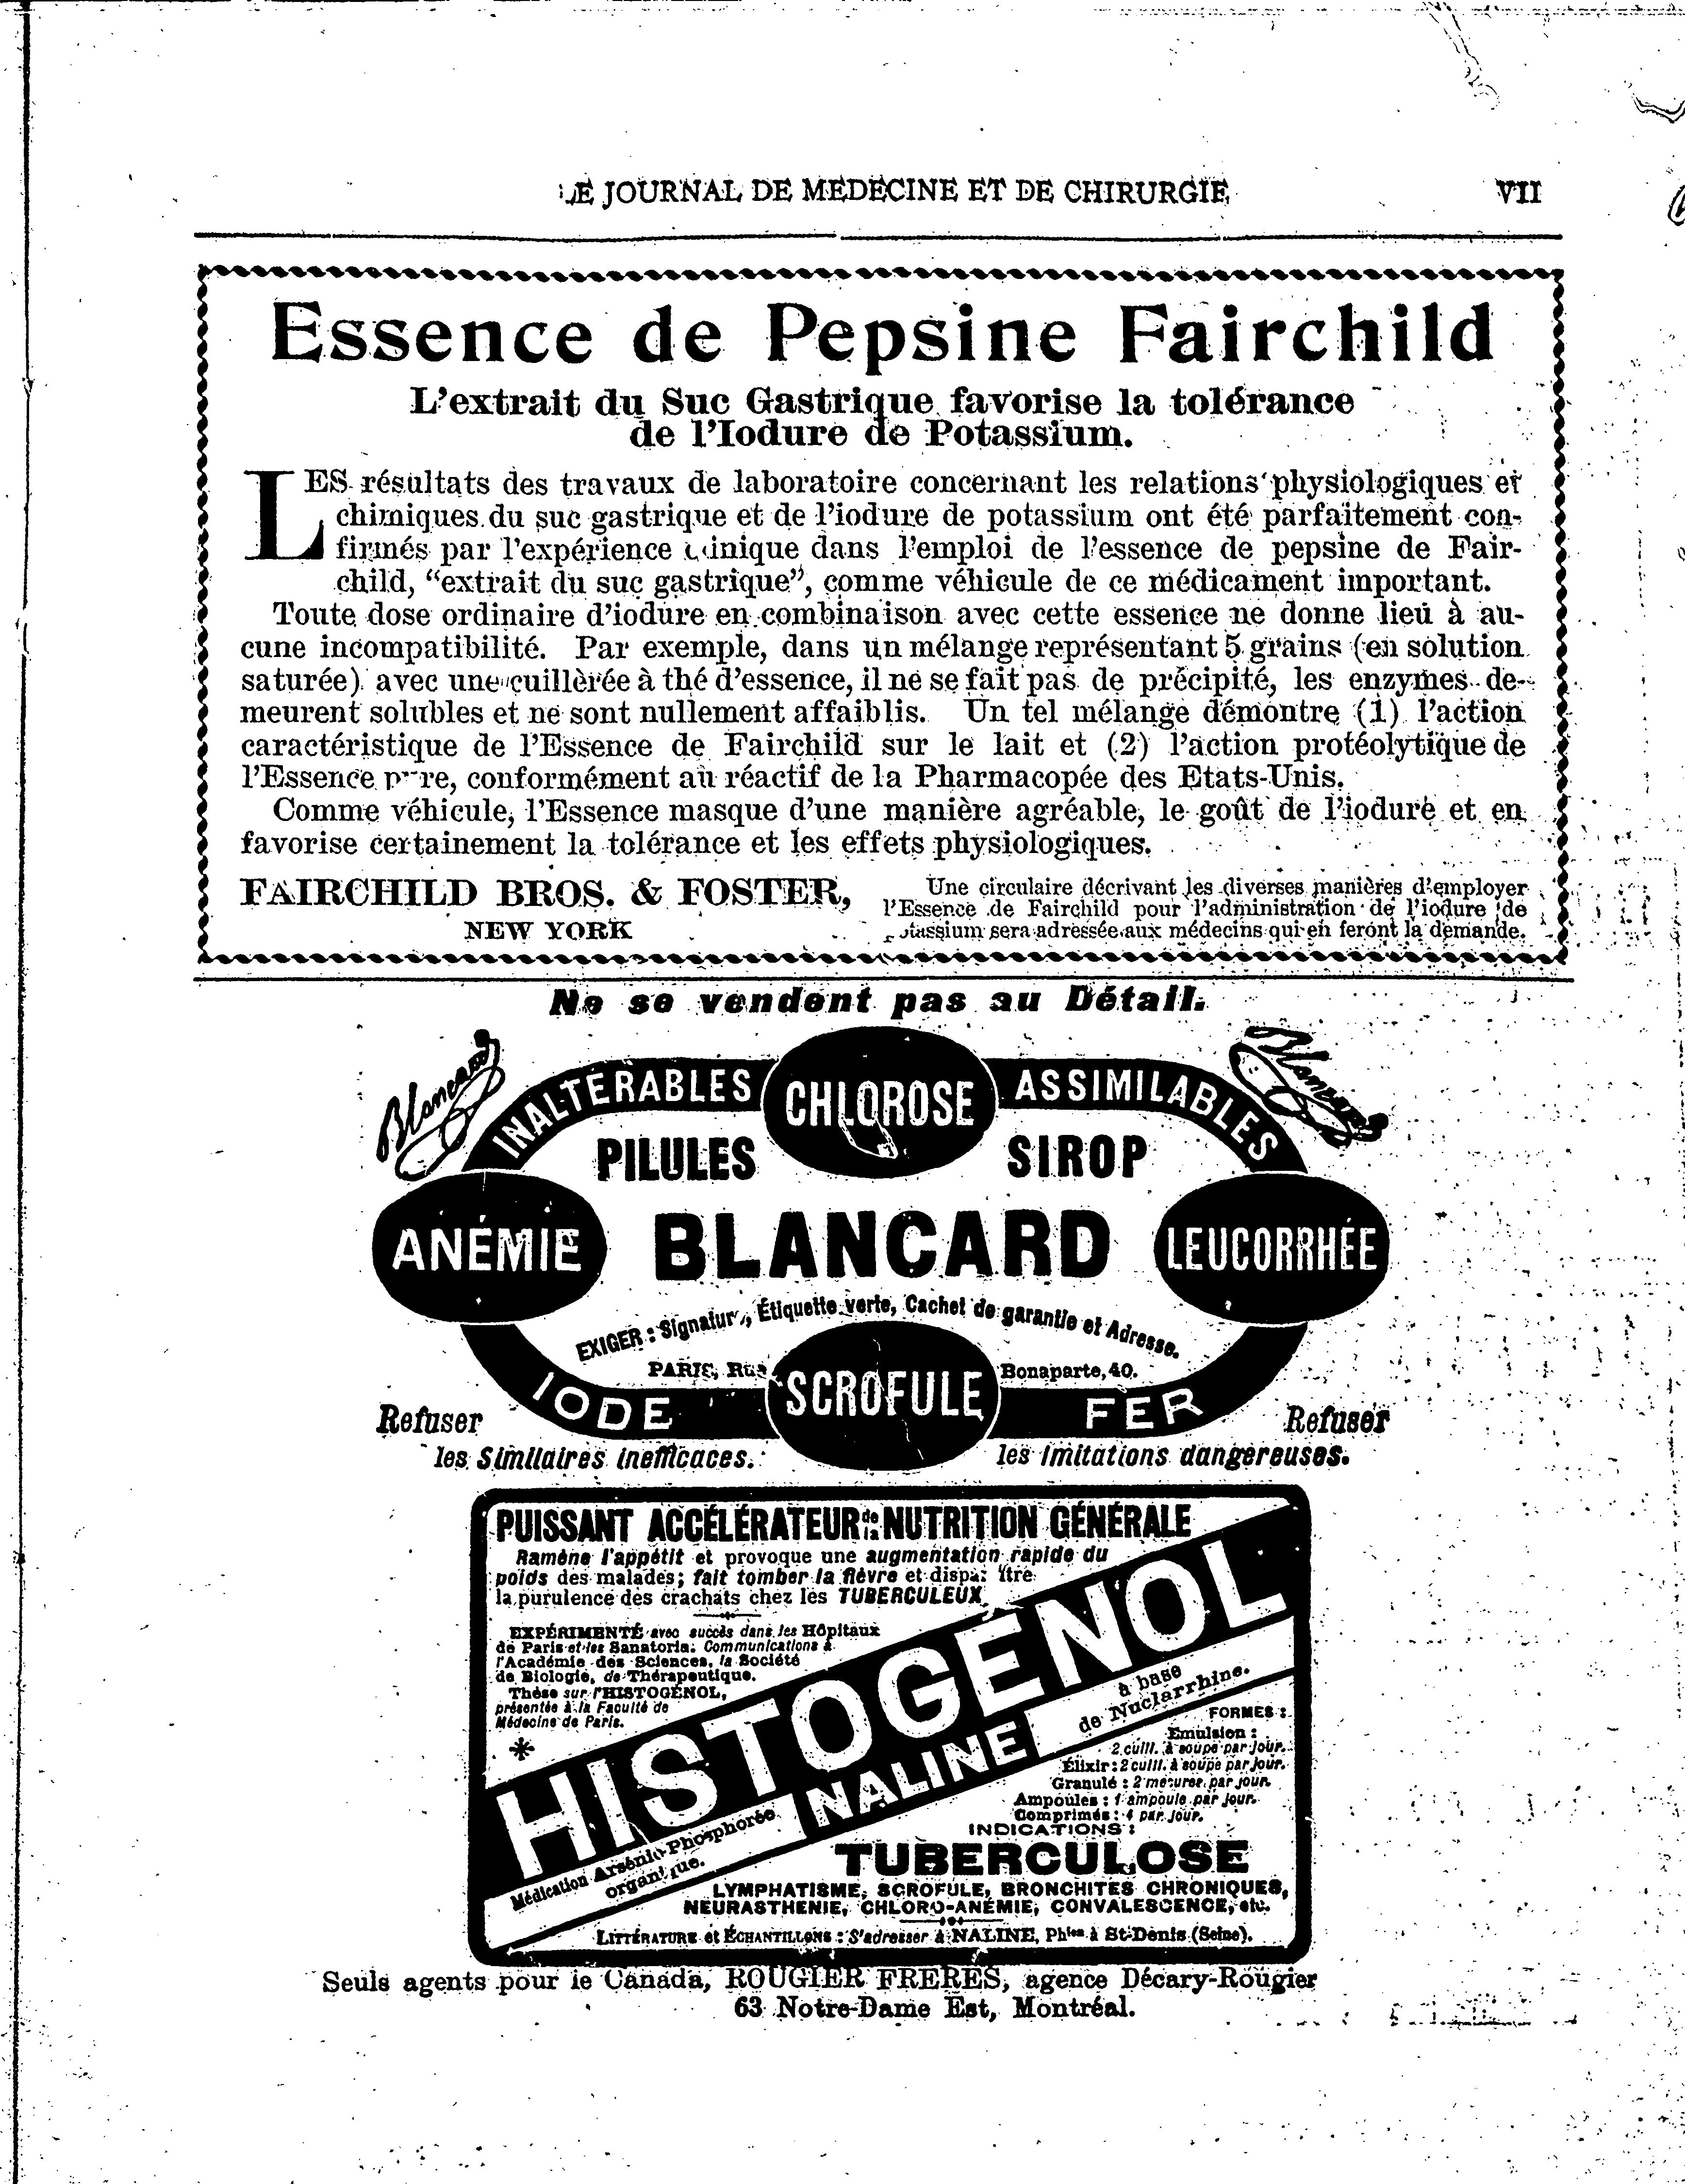 LE JOURNAL DE MÉDECINE ET DE CHIRURGIE VII
Essence de Pepsine Fairchild
L'extrait du Suc Gastrique favorise la tolérance
de l'Iodure de Potassium.
LES résultats des travaux de laboratoire concernant les relations physiologiques et
chimiques du suc gastrique et de l'iodure de potassium ont été parfaitement con-
firmés par l'expérience clinique dans l'emploi de l'essence de pepsine de Fair-
child, “extrait du suc gastrique”, comme véhicule de ce médicament important.
Toute dose ordinaire d'iodure en combinaison avec cette essence ne donne lieu à au-
cune incompatibilité. Par exemple, dans un mélange représentant 5 grains (en solution
saturée) avec une cuillèrée à thé d'essence, il ne se fait pas de précipité, les enzymes de-
meurent solubles et ne sont nullement affaiblis. Un tel mélange démontre (1) l'action
caractéristique de l'Essence de Fairchild sur le lait et (2) l'action protéolytique de
l'Essence pure, conformément au réactif de la Pharmacopée des Etats-Unis.
Comme véhicule, l'Essence masque d'une manière agréable, le goût de l'iodure et en
favorise certainement la tolérance et les effets physiologiques.
FAIRCHILD BROS. & FOSTER,
NEW YORK
Une circulaire décrivant les diverses manières d'employer
l'Essence de Fairchild pour l'administration de l'iodure de
potassium sera adressée aux médecins qui en feront la demande.
Ne se vendent pas au Détail.
Blancard
Blancard
INALTÉRABLES CHLOROSE ASSIMILABLES
PILULES SIROP
ANÉMIE BLANCARD LEUCORRHÉE
EXIGER : Signature, Étiquette verte, Cachet de garantie et Adresse.
PARIS, Rue Bonaparte, 40.
IODE SCROFULE FER
Refuser Refuser
les Similaires inefficaces. les Imitations dangereuses.
PUISSANT ACCÉLÉRATEUR de la NUTRITION GÉNÉRALE
Ramène l'appétit et provoque une augmentation rapide du
poids des malades; fait tomber la fièvre et disparaître
la purulence des crachats chez les TUBERCULEUX
EXPÉRIMENTÉ avec succès dans les Hôpitaux
de Paris et les Sanatoria. Communications à
l'Académie des Sciences, la Société
de Biologie, de Thérapeutique.
Thèse sur l'HISTOGÉNOL,
présentée à la Faculté de
Médecine de Paris.
HISTOGÉNOL
NALINE
à base
de Nuclarrhine.
Médication Arsénio-Phosphorée
organique.
FORMES :
Emulsion :
2 cuill. à soupe par jour.
Élixir : 2 cuill. à soupe par jour.
Granulé : 2 mesures par jour.
Ampoules : 1 ampoule par jour.
Comprimés : 4 par jour.
INDICATIONS :
TUBERCULOSE
LYMPHATISME, SCROFULE, BRONCHITES CHRONIQUES,
NEURASTHENIE, CHLORO-ANÉMIE, CONVALESCENCE, etc.
LITTÉRATURE et ÉCHANTILLONS : S'adresser à NALINE, Phien à St-Denis (Seine).
Seuls agents pour le Canada, ROUGIER FRERES, agence Décary-Rougier
63 Notre-Dame Est, Montréal.